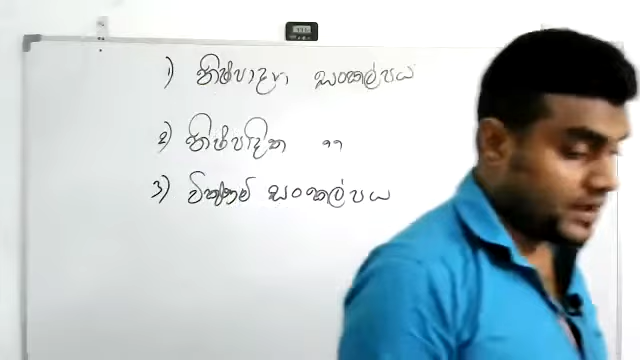 1) නිෂ්පාදන සංකල්පය
2) නිෂ්පාදිත ,,
3) විකුණුම් සංකල්පය